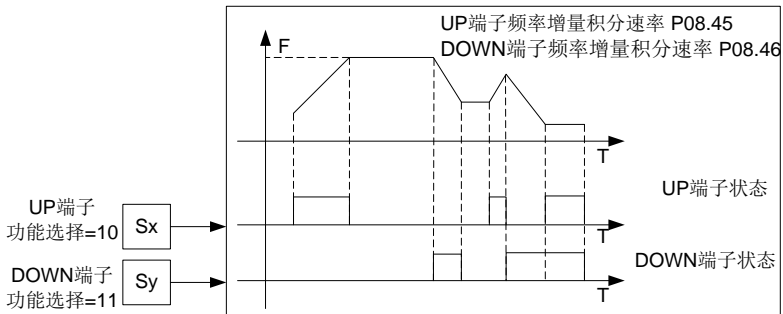 UP端子频率增量积分速率 P08.45
DOWN端子频率增量积分速率 P08.46
F
T
UP端子状态
T
DOWN端子状态
T
UP端子
功能选择=10
Sx
DOWN端子
功能选择=11
Sy